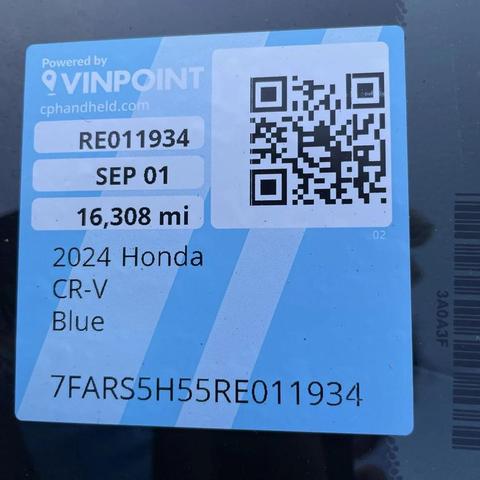 Powered by
VINPOINT
cphandheld.com
RE011934
SEP 01
16,308 mi
02
2024 Honda
CR-V
Blue
7FARS5H55RE011934
3A0A3F